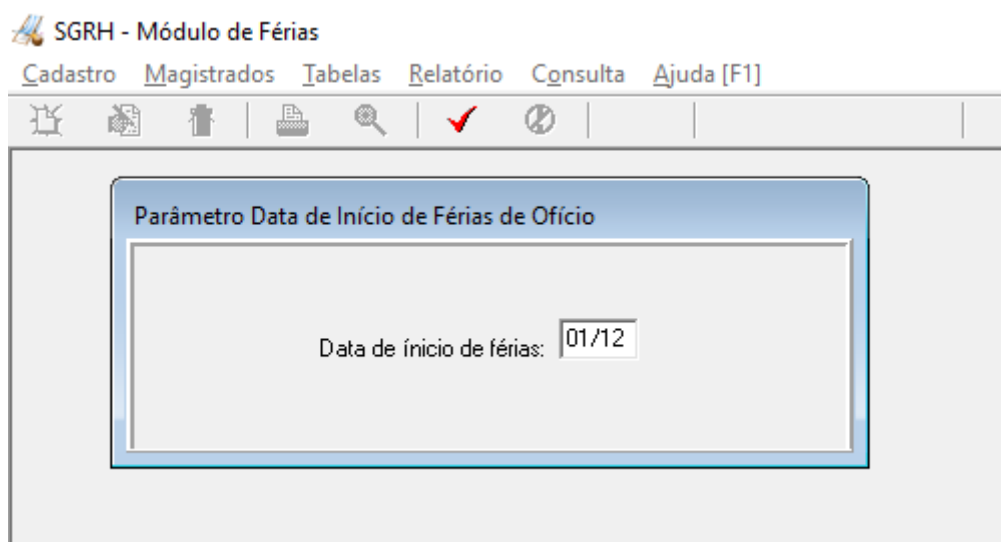 SGRH - Módulo de Férias
Cadastro Magistrados Tabelas Relatório Consulta Ajuda [F1]
Parâmetro Data de Início de Férias de Ofício
Data de ínicio de férias: 01/12